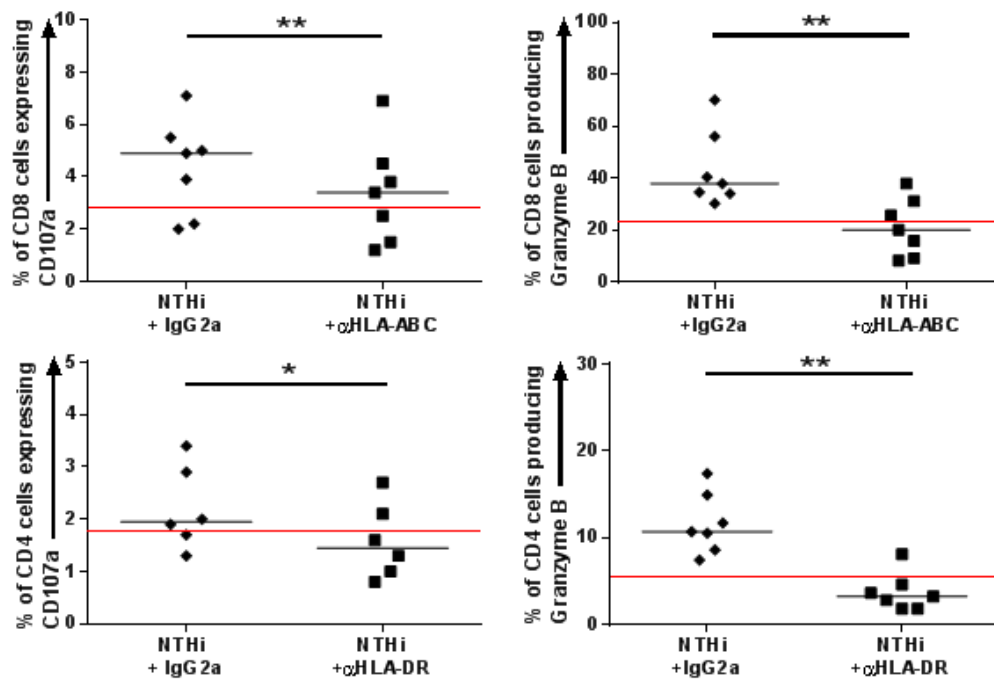 % of CD8 cells expressing
CD107a
10
8
6
4
2
0
**
NTHi
+ IgG2a
NTHi
+αHLA-ABC
% of CD8 cells producing
Granzyme B
100
80
60
40
20
0
**
NTHi
+IgG2a
NTHi
+αHLA-ABC
% of CD4 cells expressing
CD107a
5
4
3
2
1
0
*
NTHi
+ IgG2a
NTHi
+αHLA-DR
% of CD4 cells producing
Granzyme B
30
20
10
0
**
NTHi
+IgG2a
NTHi
+αHLA-DR